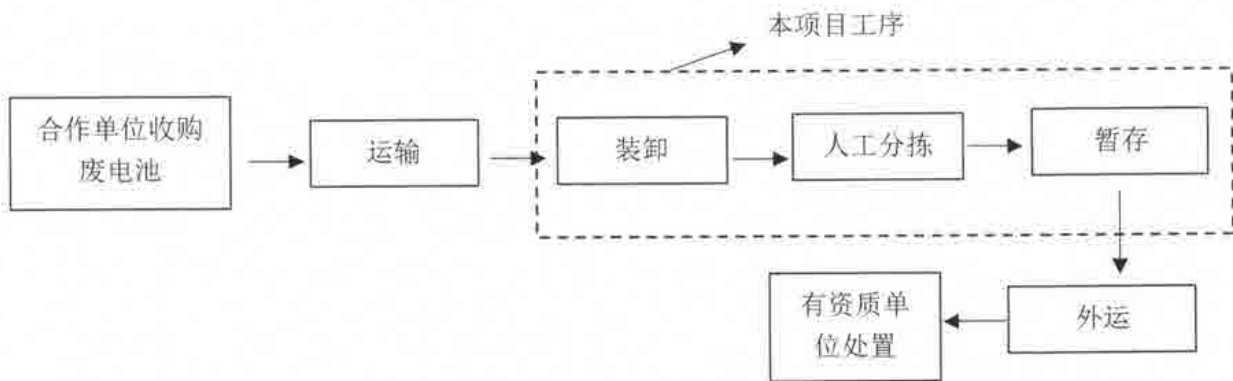 本项目工序
合作单位收购
废电池
运输
装卸
人工分拣
暂存
外运
有资质单
位处置